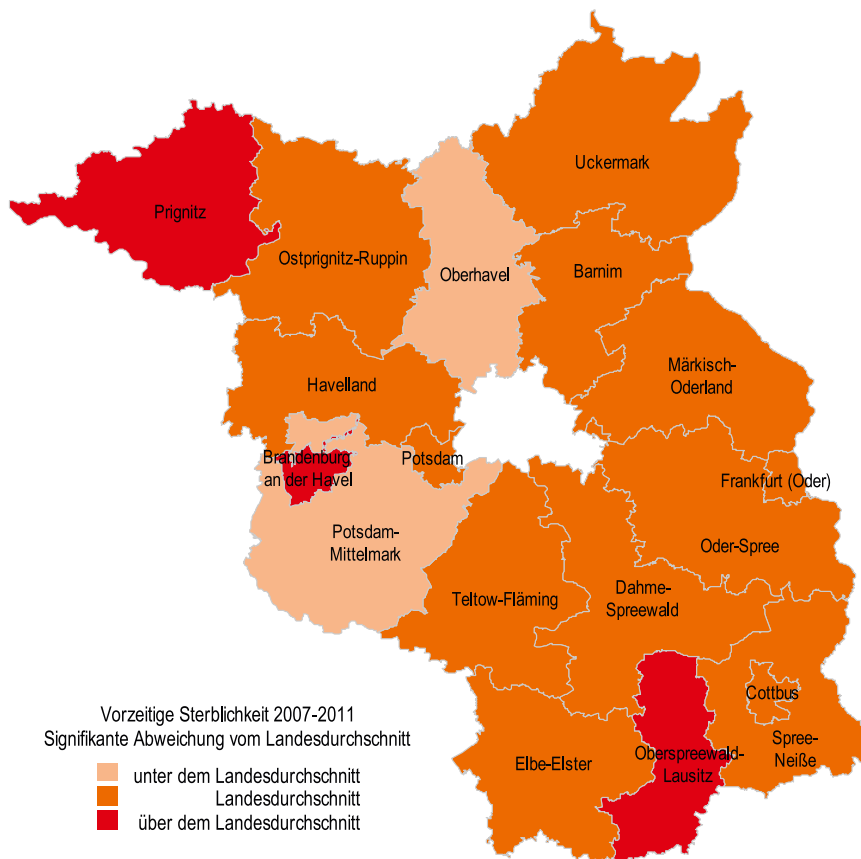 Uckermark
Prignitz
Ostprignitz-Ruppin
Oberhavel
Barnim
Märkisch-
Oderland
Havelland
Brandenburg
an der Havel
Potsdam
Frankfurt (Oder)
Potsdam-
Mittelmark
Oder-Spree
Teltow-Fläming
Dahme-
Spreewald
Cottbus
Spree-
Neiße
Elbe-Elster
Oberspreewald-
Lausitz
Vorzeitige Sterblichkeit 2007-2011
Signifikante Abweichung vom Landesdurchschnitt
unter dem Landesdurchschnitt
Landesdurchschnitt
über dem Landesdurchschnitt